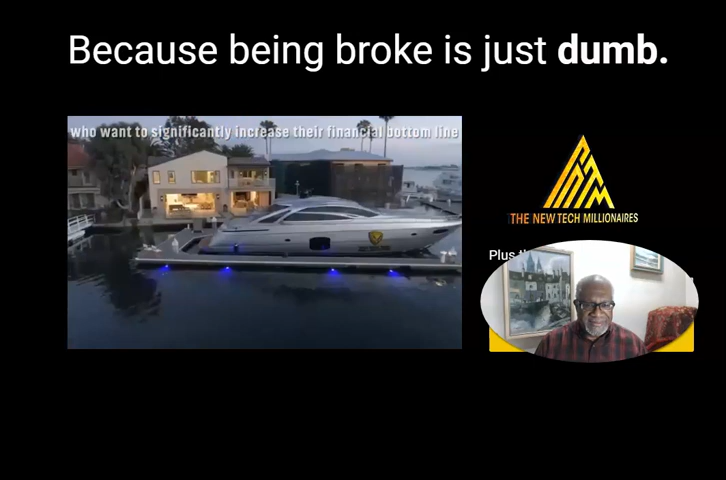 Because being broke is just dumb.
who want to significantly increase their financial bottom line
THE NEW TECH MILLIONAIRES
Plus